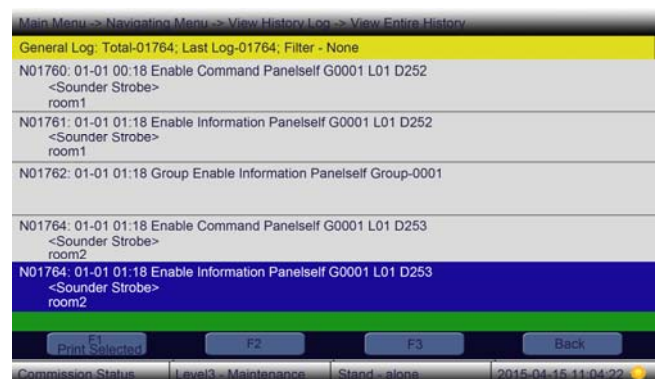 Main Menu -> Navigating Menu -> View History Log -> View Entire History
General Log: Total-01764; Last Log-01764; Filter - None
N01760: 01-01 00:18 Enable Command Panelself G0001 L01 D252
<Sounder Strobe>
room1
N01761: 01-01 01:18 Enable Information Panelself G0001 L01 D252
<Sounder Strobe>
room1
N01762: 01-01 01:18 Group Enable Information Panelself Group-0001
N01764: 01-01 01:18 Enable Command Panelself G0001 L01 D253
<Sounder Strobe>
room2
N01764: 01-01 01:18 Enable Information Panelself G0001 L01 D253
<Sounder Strobe>
room2
F1
Print Selected
F2
F3
Back
Commission Status
Level3 - Maintenance
Stand - alone
2015-04-15 11:04:22